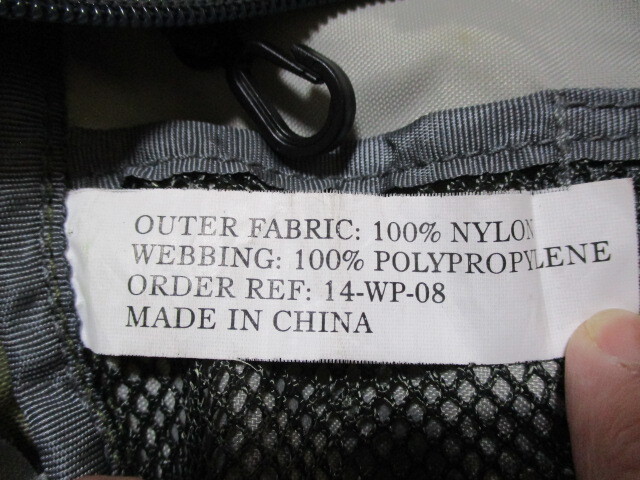 OUTER FABRIC: 100% NYLON
WEBBING: 100% POLYPROPYLENE
ORDER REF: 14-WP-08
MADE IN CHINA